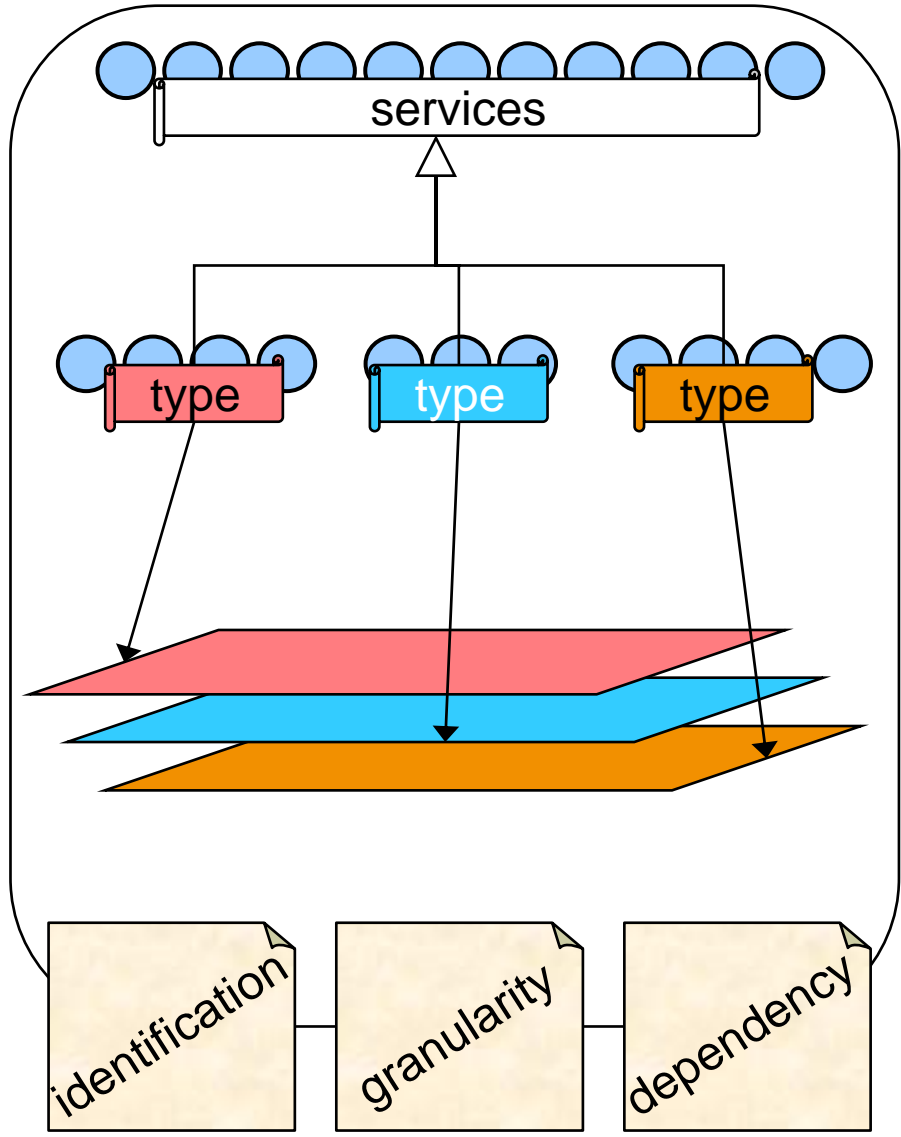 services
type
type
type
identification
granularity
dependency